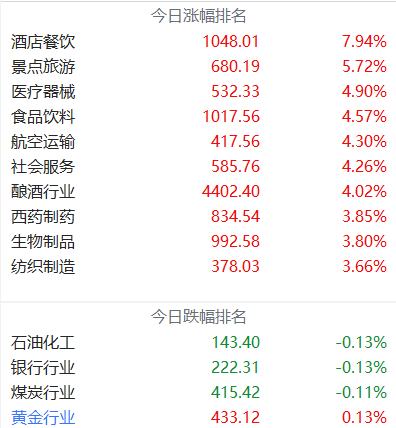 今日涨幅排名
酒店餐饮 1048.01 7.94%
景点旅游 680.19 5.72%
医疗器械 532.33 4.90%
食品饮料 1017.56 4.57%
航空运输 417.56 4.30%
社会服务 585.76 4.26%
酿酒行业 4402.40 4.02%
西药制药 834.54 3.85%
生物制品 992.58 3.80%
纺织制造 378.03 3.66%
今日跌幅排名
石油化工 143.40 -0.13%
银行行业 222.31 -0.13%
煤炭行业 415.42 -0.11%
黄金行业 433.12 0.13%